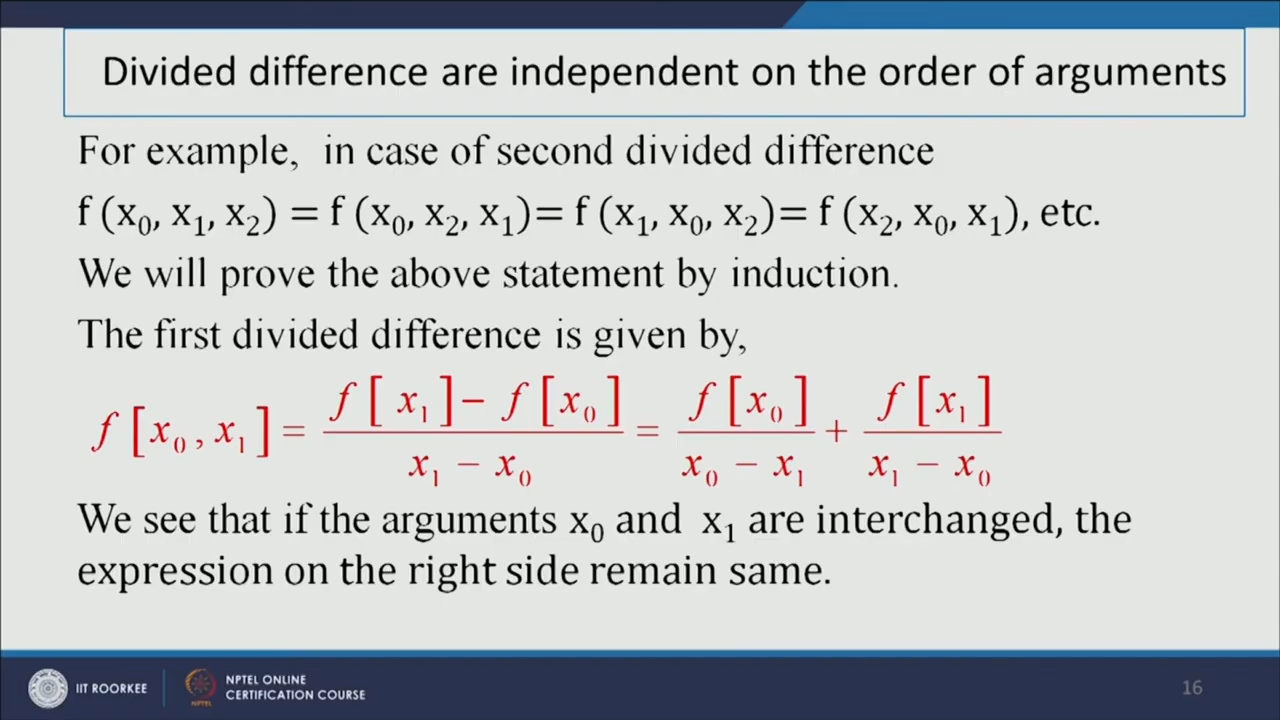 Divided difference are independent on the order of arguments
For example, in case of second divided difference
f (x₀, x₁, x₂) = f (x₀, x₂, x₁)= f (x₁, x₀, x₂)= f (x₂, x₀, x₁), etc.
We will prove the above statement by induction.
The first divided difference is given by,
f [x₀, x₁] = (f [x₁] − f [x₀]) / (x₁ − x₀) = f [x₀] / (x₀ − x₁) + f [x₁] / (x₁ − x₀)
We see that if the arguments x₀ and x₁ are interchanged, the
expression on the right side remain same.
IIT ROORKEE
NPTEL
NPTEL ONLINE
CERTIFICATION COURSE
16